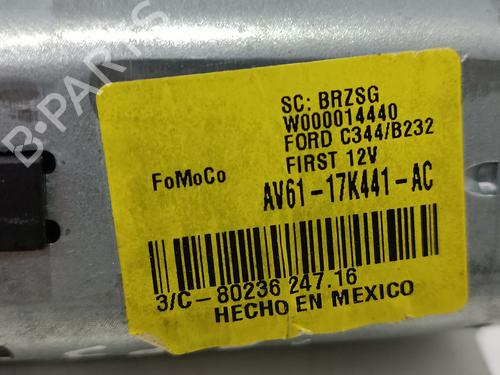 SC: BRZSG
W000014440
FORD C344/B232
FIRST 12V
FoMoCo
AV61-17K441-AC
3/C-80236 247.16
HECHO EN MEXICO